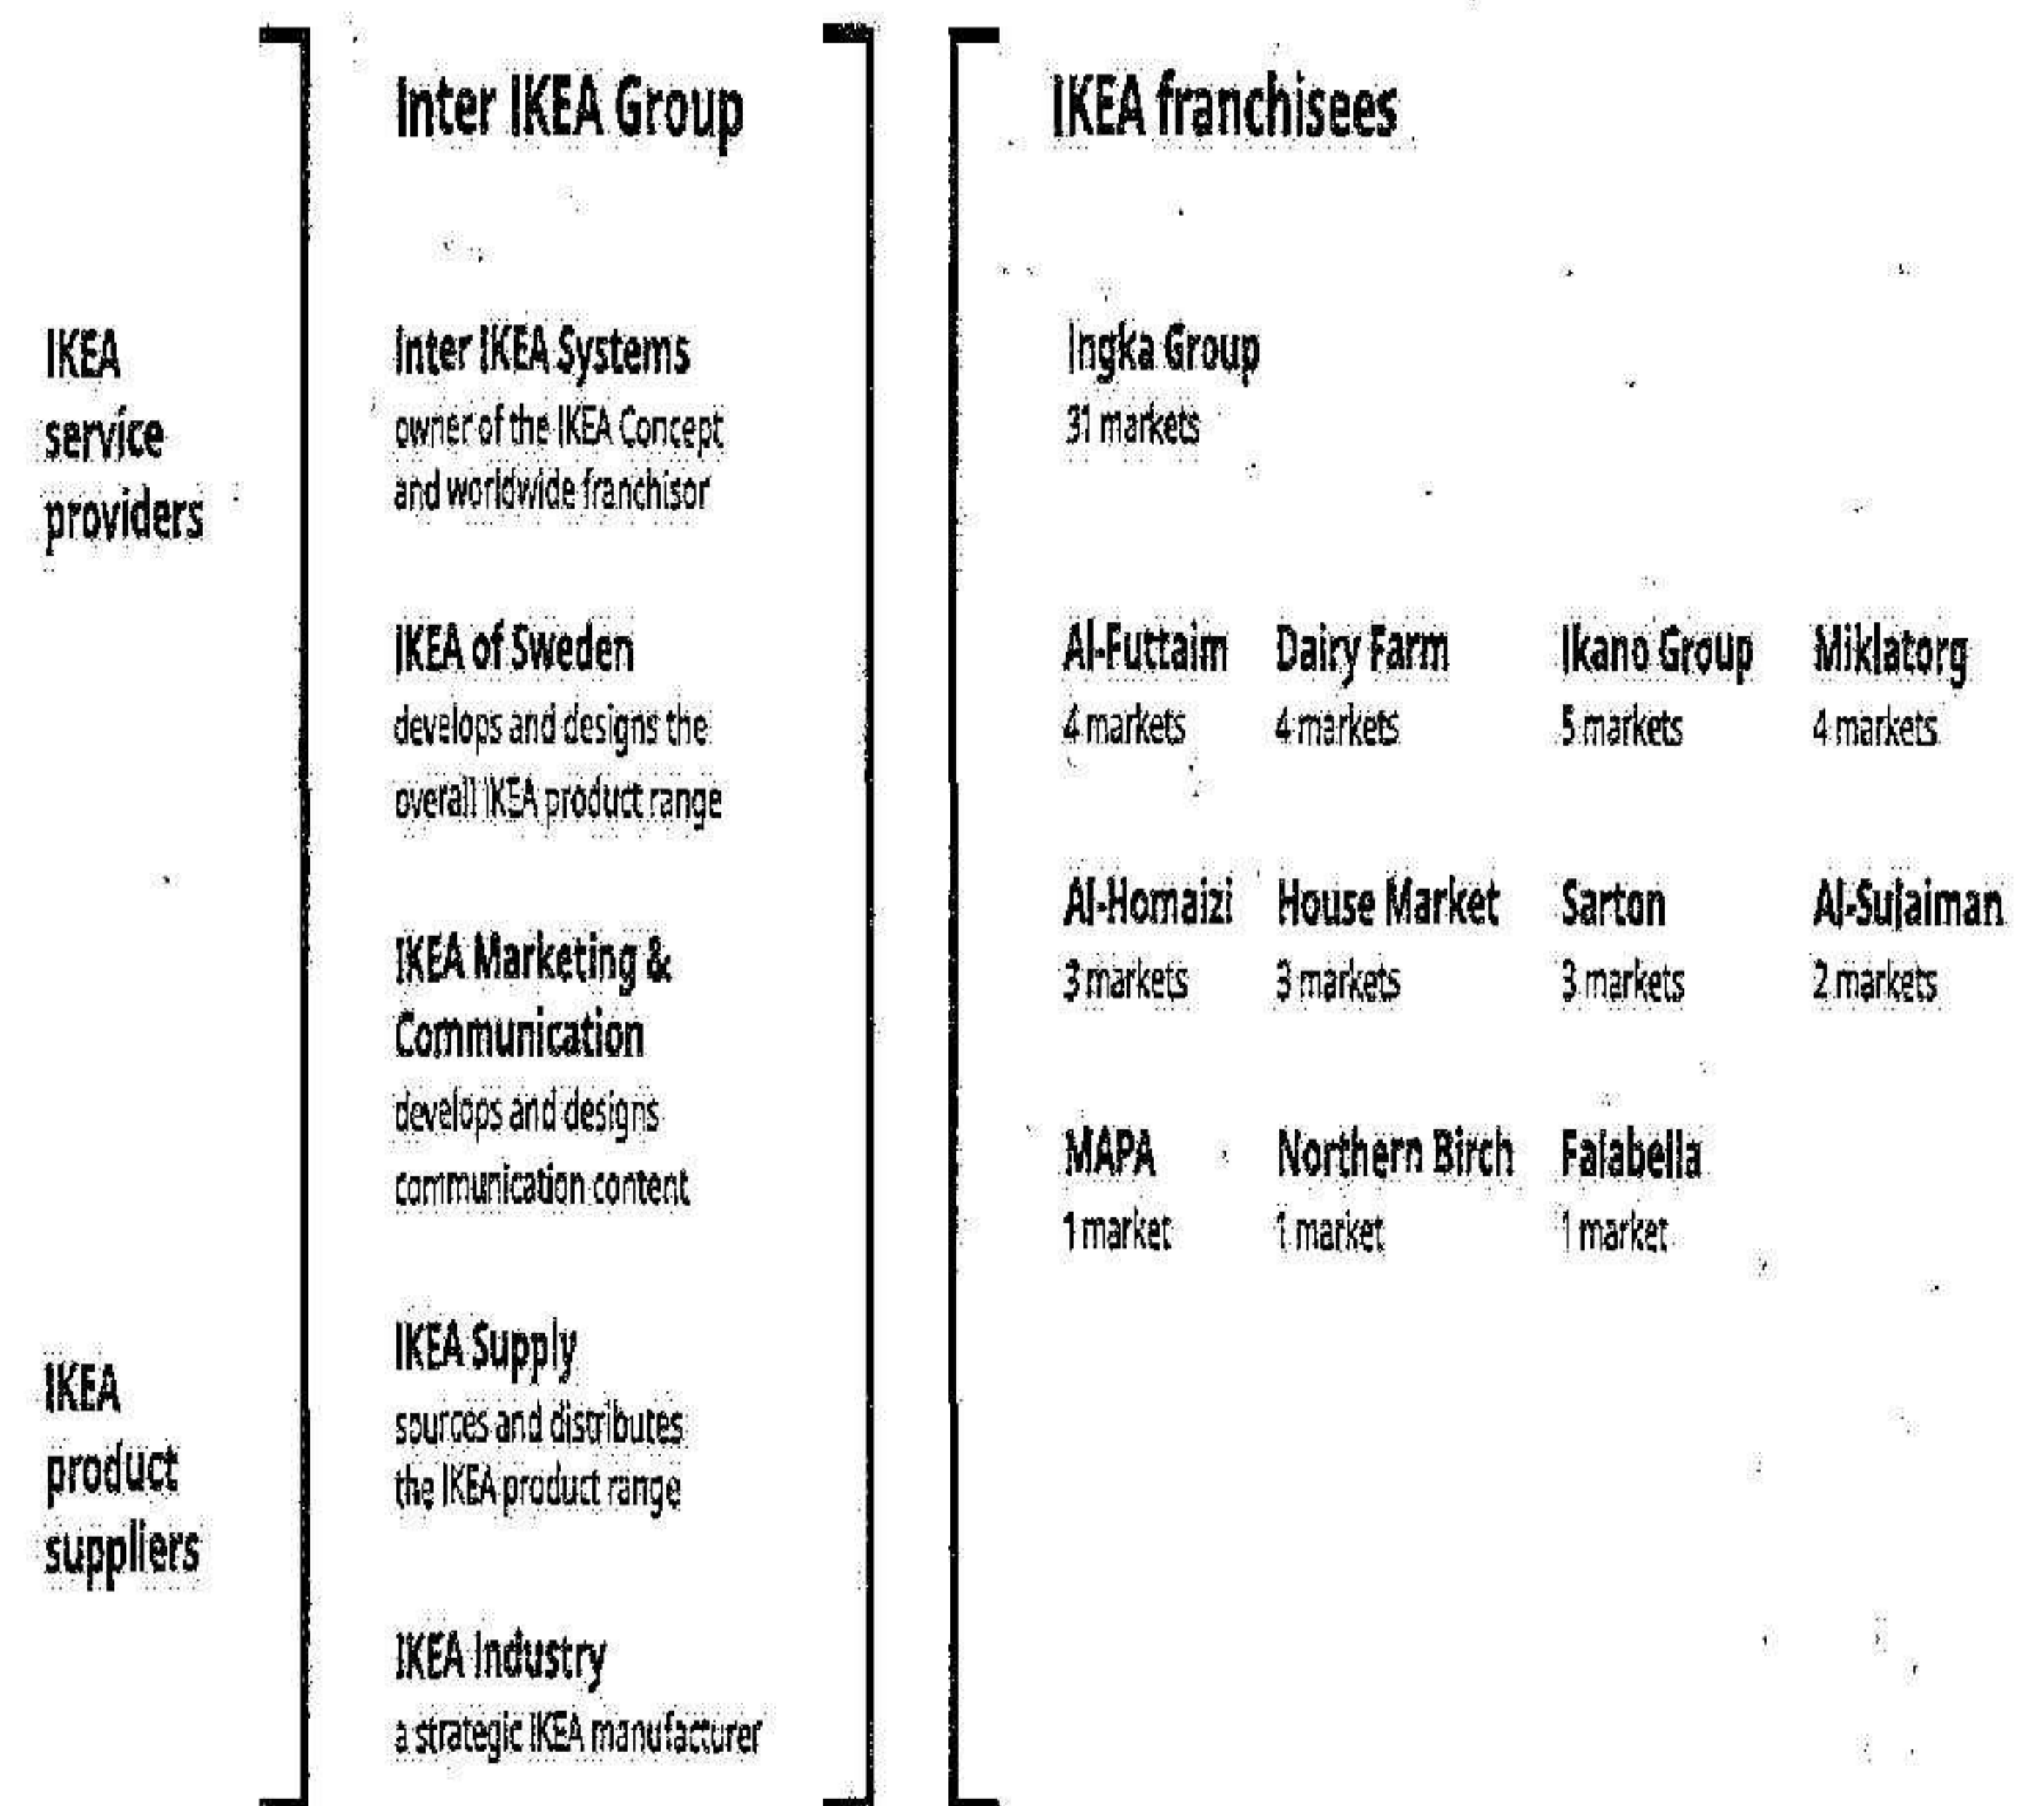 IKEA
service
providers
IKEA
product
suppliers
Inter IKEA Group
Inter IKEA Systems
owner of the IKEA Concept
and worldwide franchisor
IKEA of Sweden
develops and designs the
overall IKEA product range
IKEA Marketing &
Communication
develops and designs
communication content
IKEA Supply
sources and distributes
the IKEA product range
IKEA Industry
a strategic IKEA manufacturer
IKEA franchisees
Ingka Group
31 markets
Al-Futtaim
4 markets
Dairy Farm
4 markets
Ikano Group
5 markets
Miklatorg
4 markets
Al-Homaizi
3 markets
House Market
3 markets
Sarton
3 markets
Al-Sulaiman
2 markets
MAPA
1 market
Northern Birch
1 market
Falabella
1 market